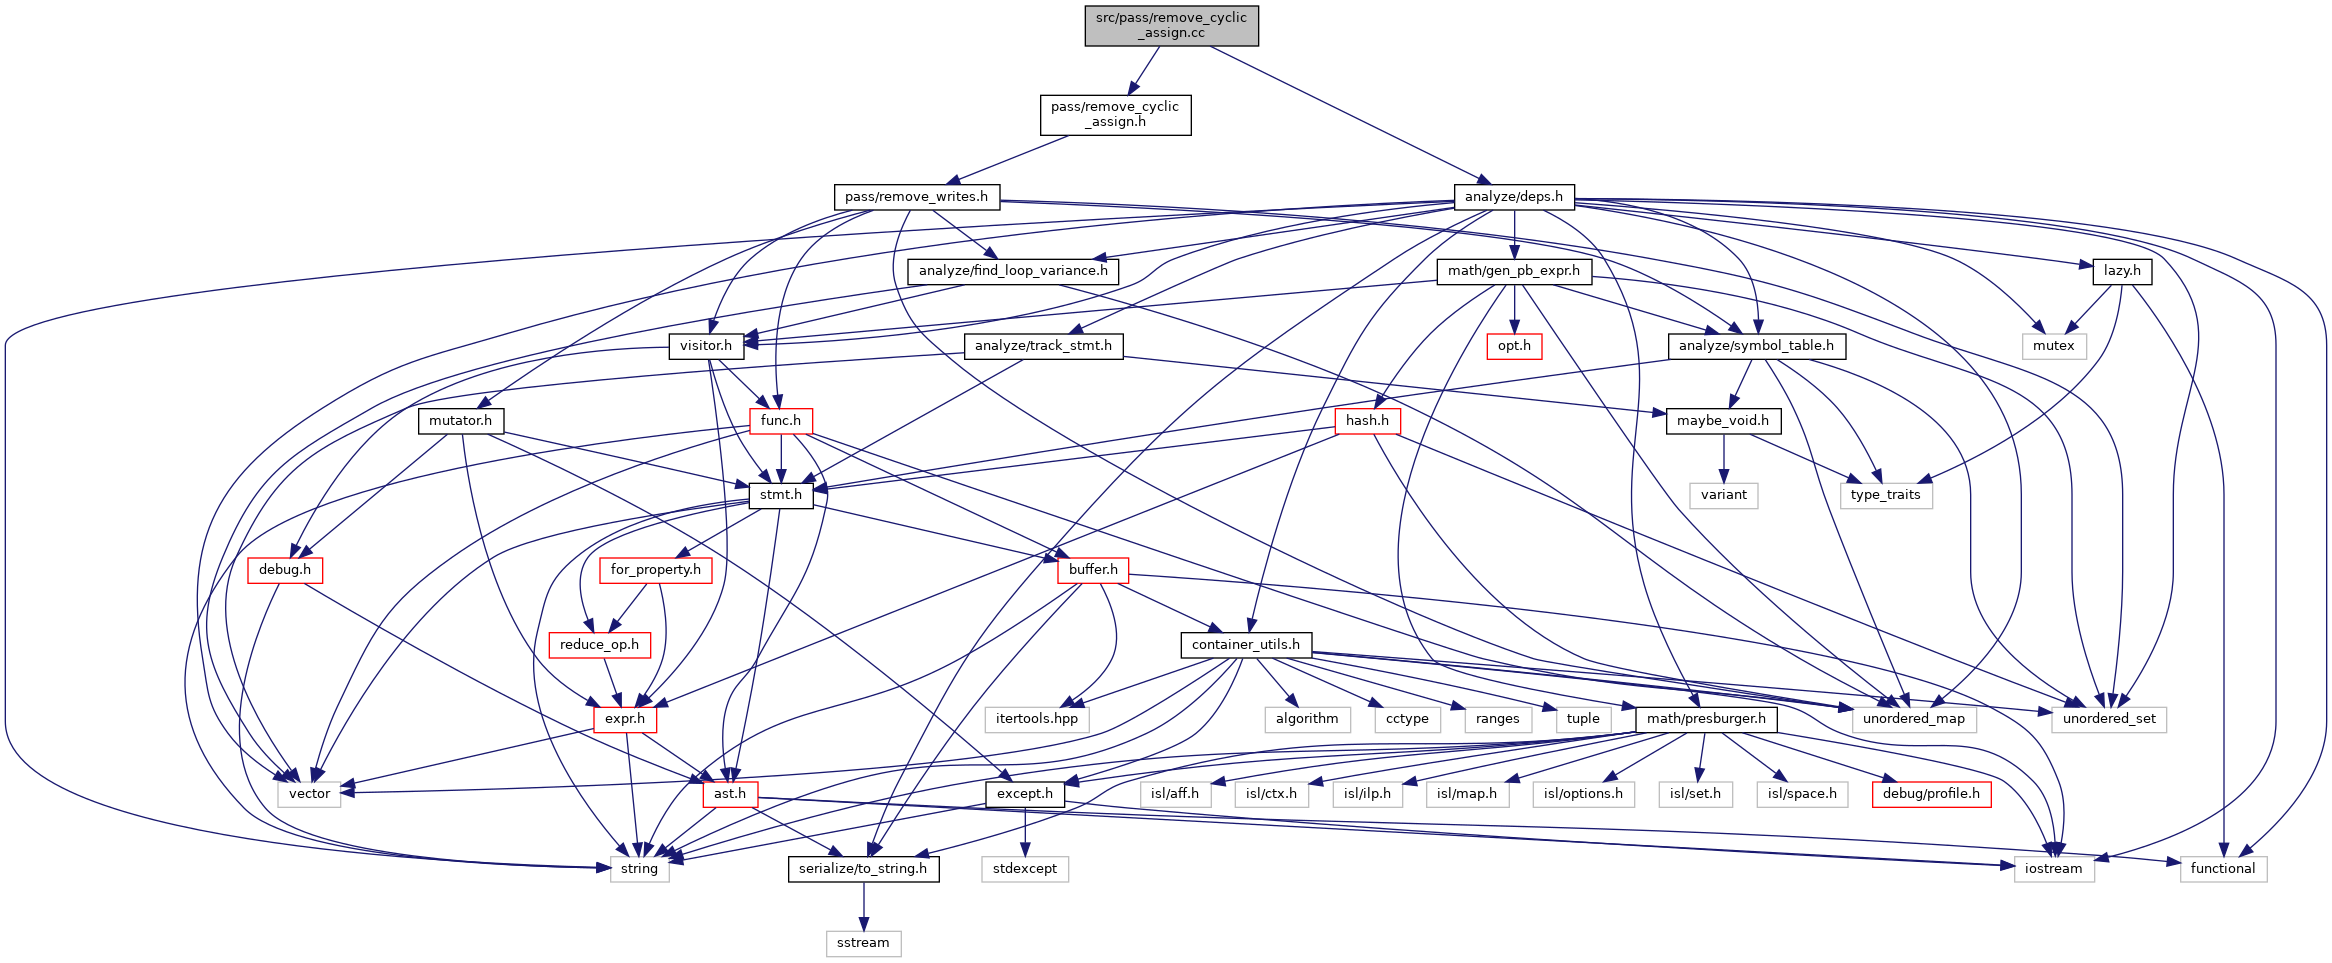 src/pass/remove_cyclic
_assign.cc
pass/remove_cyclic
_assign.h
pass/remove_writes.h
analyze/deps.h
analyze/find_loop_variance.h
math/gen_pb_expr.h
lazy.h
visitor.h
analyze/track_stmt.h
opt.h
analyze/symbol_table.h
mutex
mutator.h
func.h
hash.h
maybe_void.h
stmt.h
variant
type_traits
debug.h
for_property.h
buffer.h
reduce_op.h
container_utils.h
expr.h
itertools.hpp
algorithm
cctype
ranges
tuple
math/presburger.h
unordered_map
unordered_set
vector
ast.h
except.h
isl/aff.h
isl/ctx.h
isl/ilp.h
isl/map.h
isl/options.h
isl/set.h
isl/space.h
debug/profile.h
string
serialize/to_string.h
stdexcept
iostream
functional
sstream